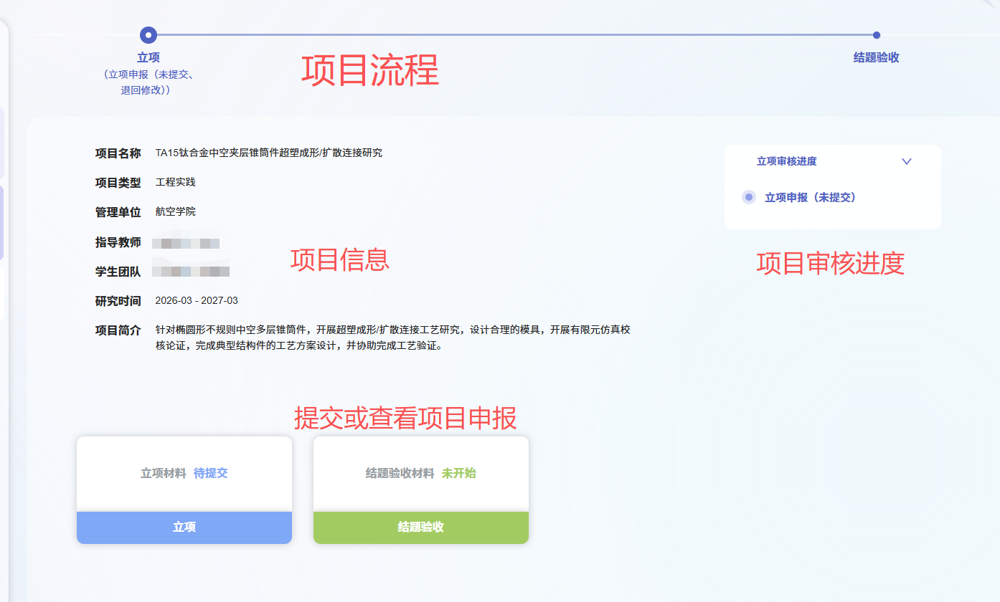 立项
(立项申报（未提交、
退回修改）)
结题验收
项目流程
项目名称 TA15钛合金中空夹层锥筒件超塑成形/扩散连接研究
项目类型 工程实践
管理单位 航空学院
指导教师
学生团队
研究时间 2026-03 - 2027-03
项目简介 针对椭圆形不规则中空多层锥筒件，开展超塑成形/扩散连接工艺研究，设计合理的模具，开展有限元仿真校
核论证，完成典型结构件的工艺方案设计，并协助完成工艺验证。
项目信息
立项审核进度
立项申报（未提交）
项目审核进度
提交或查看项目申报
立项材料 待提交
立项
结题验收材料 未开始
结题验收